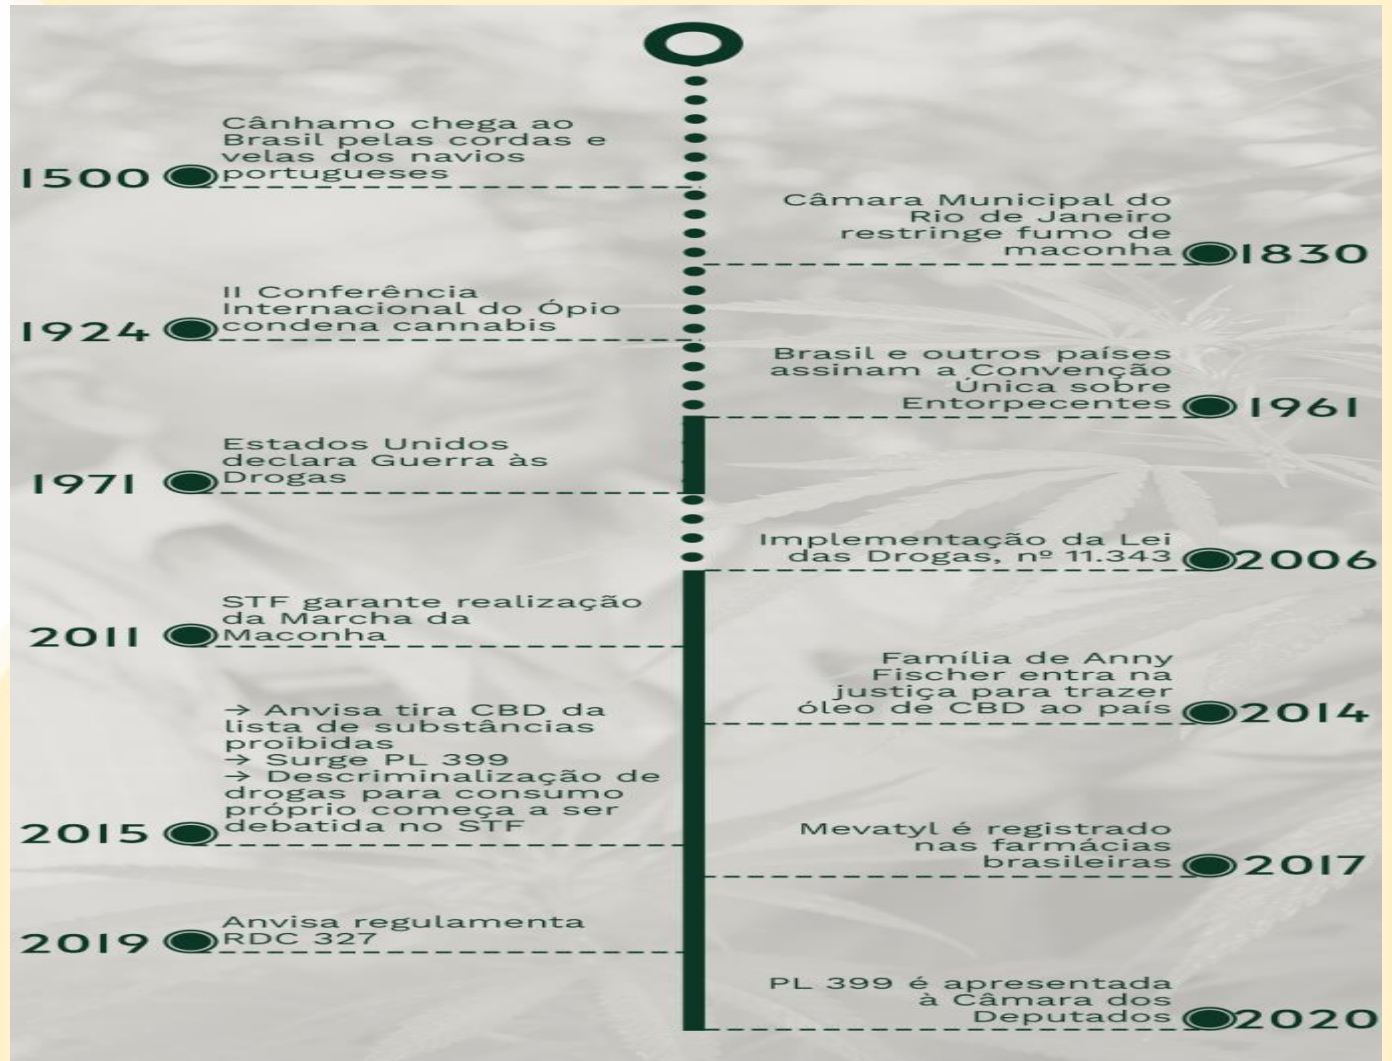 Cânhamo chega ao
Brasil pelas cordas e
velas dos navios
portugueses
1500
Câmara Municipal do
Rio de Janeiro
restringe fumo de
maconha
1830
II Conferência
Internacional do Ópio
condena cannabis
1924
Brasil e outros países
assinam a Convenção
Única sobre
Entorpecentes
1961
Estados Unidos
declara Guerra às
Drogas
1971
Implementação da Lei
das Drogas, nº 11.343
2006
STF garante realização
da Marcha da
Maconha
2011
Família de Anny
Fischer entra na
justiça para trazer
óleo de CBD ao país
2014
→ Anvisa tira CBD da
lista de substâncias
proibidas
→ Surge PL 399
→ Descriminalização de
drogas para consumo
próprio começa a ser
debatida no STF
2015
Mevatyl é registrado
nas farmácias
brasileiras
2017
Anvisa regulamenta
RDC 327
2019
PL 399 é apresentada
à Câmara dos
Deputados
2020